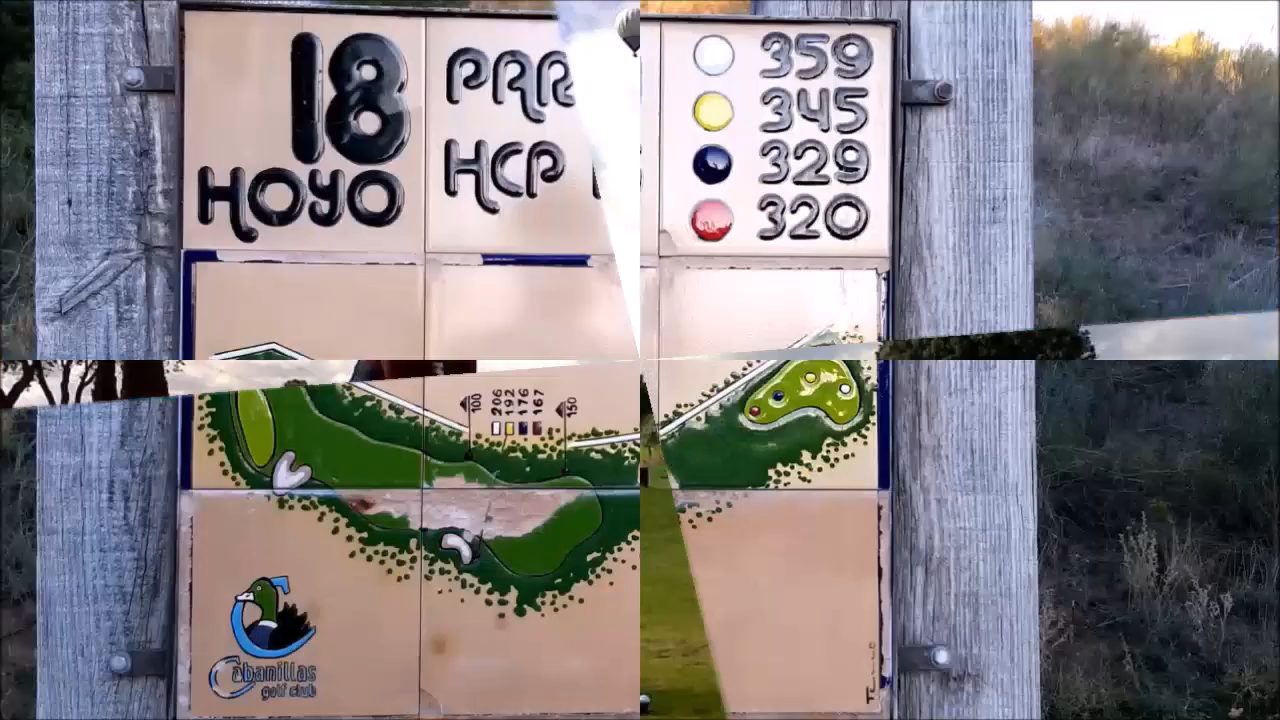 18
HOYO
PAR
HCP
359
345
329
320
100
206
192
176
167
150
Cabanillas
golf club